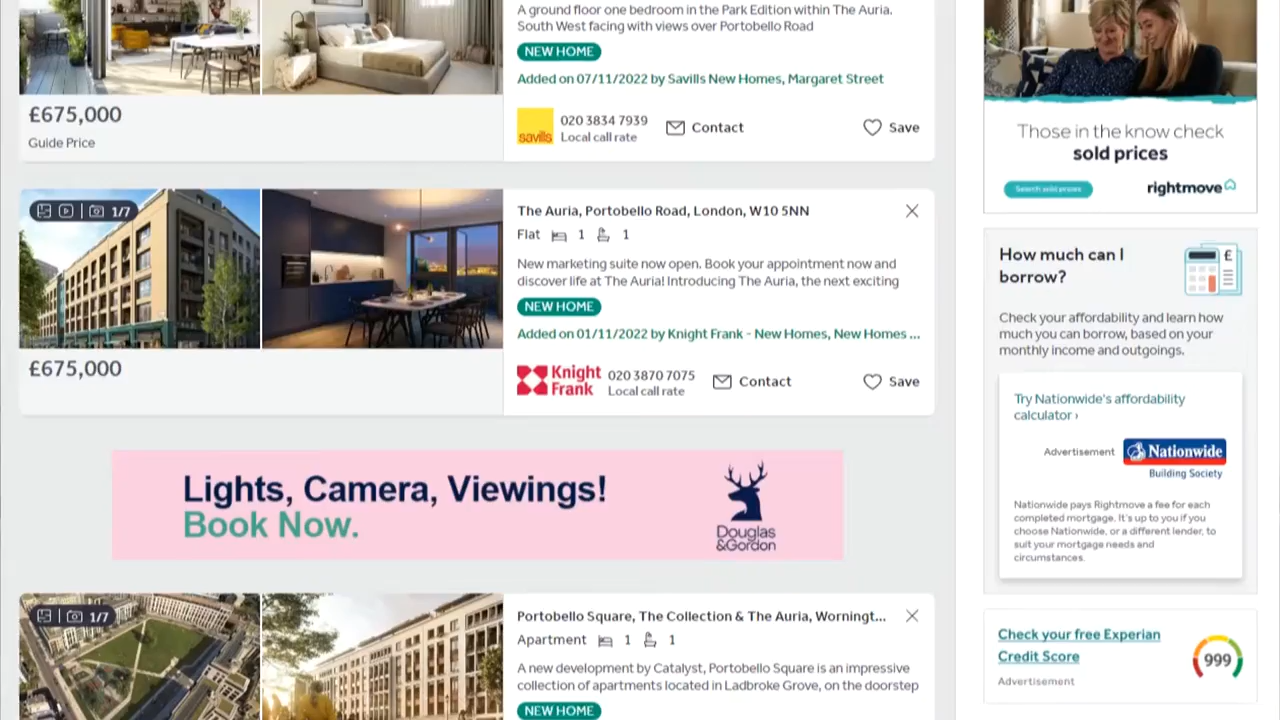 A ground floor one bedroom in the Park Edition within The Auria.
South West facing with views over Portobello Road
NEW HOME
Added on 07/11/2022 by Savills New Homes, Margaret Street
£675,000
Guide Price
savills
020 3834 7939
Local call rate
Contact
Save
1/7
The Auria, Portobello Road, London, W10 5NN
Flat 1 1
New marketing suite now open. Book your appointment now and
discover life at The Auria! Introducing The Auria, the next exciting
NEW HOME
Added on 01/11/2022 by Knight Frank - New Homes, New Homes ...
£675,000
Knight
Frank
020 3870 7075
Local call rate
Contact
Save
Lights, Camera, Viewings!
Book Now.
Douglas
&Gordon
1/7
Portobello Square, The Collection & The Auria, Worningt...
Apartment 1 1
A new development by Catalyst, Portobello Square is an impressive
collection of apartments located in Ladbroke Grove, on the doorstep
NEW HOME
Those in the know check
sold prices
Search sold prices
rightmove
How much can I
borrow?
£
Check your affordability and learn how
much you can borrow, based on your
monthly income and outgoings.
Try Nationwide's affordability
calculator ›
Advertisement
Nationwide
Building Society
Nationwide pays Rightmove a fee for each
completed mortgage. It's up to you if you
choose Nationwide, or a different lender, to
suit your mortgage needs and
circumstances.
Check your free Experian
Credit Score
Advertisement
999